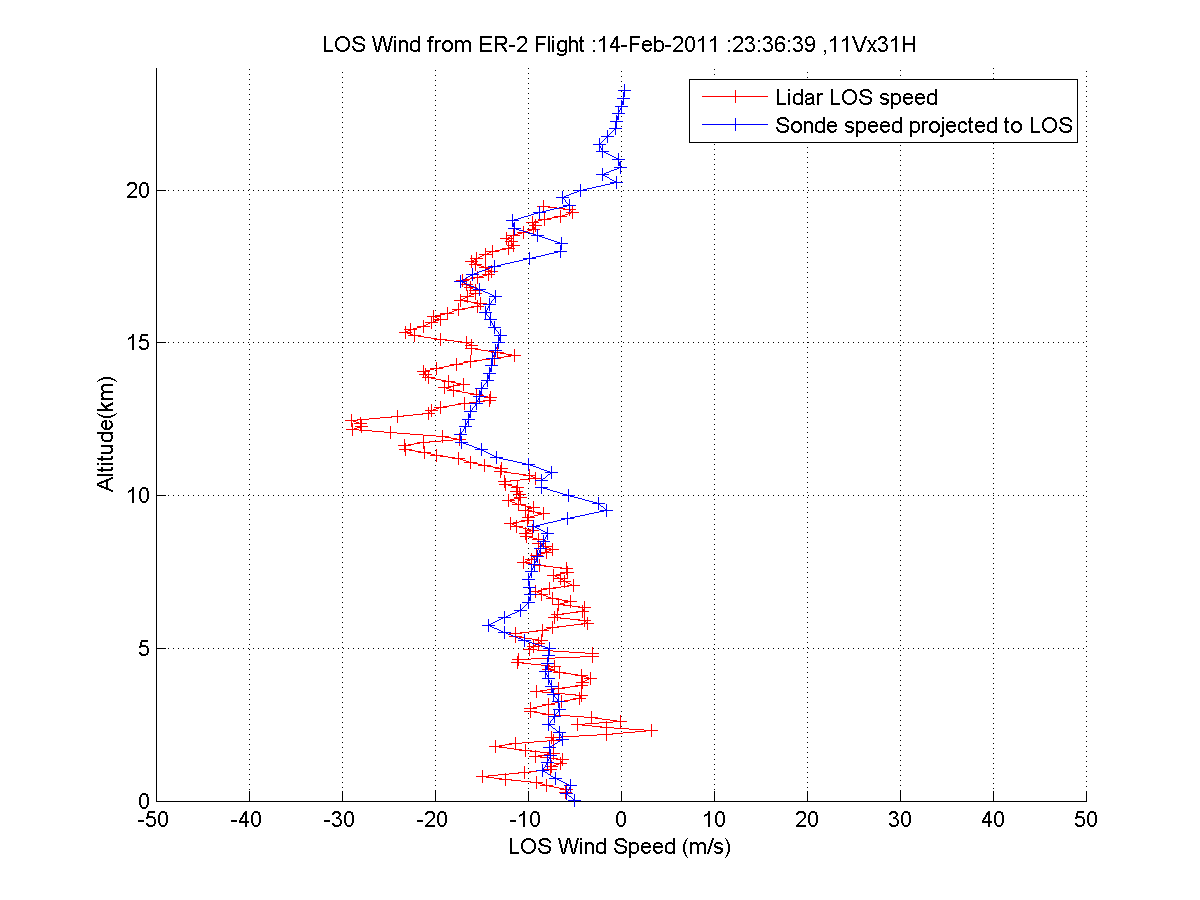 LOS Wind from ER-2 Flight :14-Feb-2011 :23:36:39 ,11Vx31H
Lidar LOS speed
Sonde speed projected to LOS
Altitude(km)
20
15
10
5
0
-50 -40 -30 -20 -10 0 10 20 30 40 50
LOS Wind Speed (m/s)